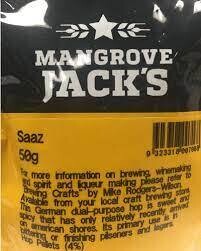 MANGROVE
JACK'S
Saaz
50g
For more information on brewing, winemaking
and spirit and liqueur making please refer to
Brewing Crafts" by Mike Rodgers-Wilson.
Available from your local craft brewing store.
This German dual-purpose hop is sweet and
spicy that has only relatively recently arrived
on american shores. Its primary use is in
bittering or finishing pilseners and lagers.
Hop Pellets (4%)